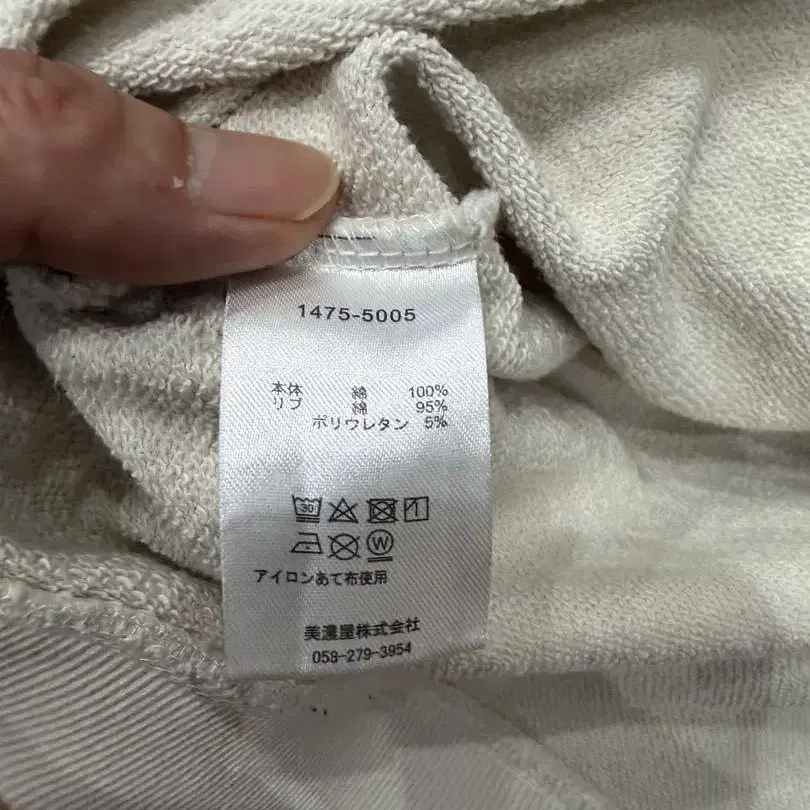 1475-5005
本体 綿 100%
リブ 綿 95%
ポリウレタン 5%
30
W
アイロンあて布使用
美濃屋株式会社
058-279-3954